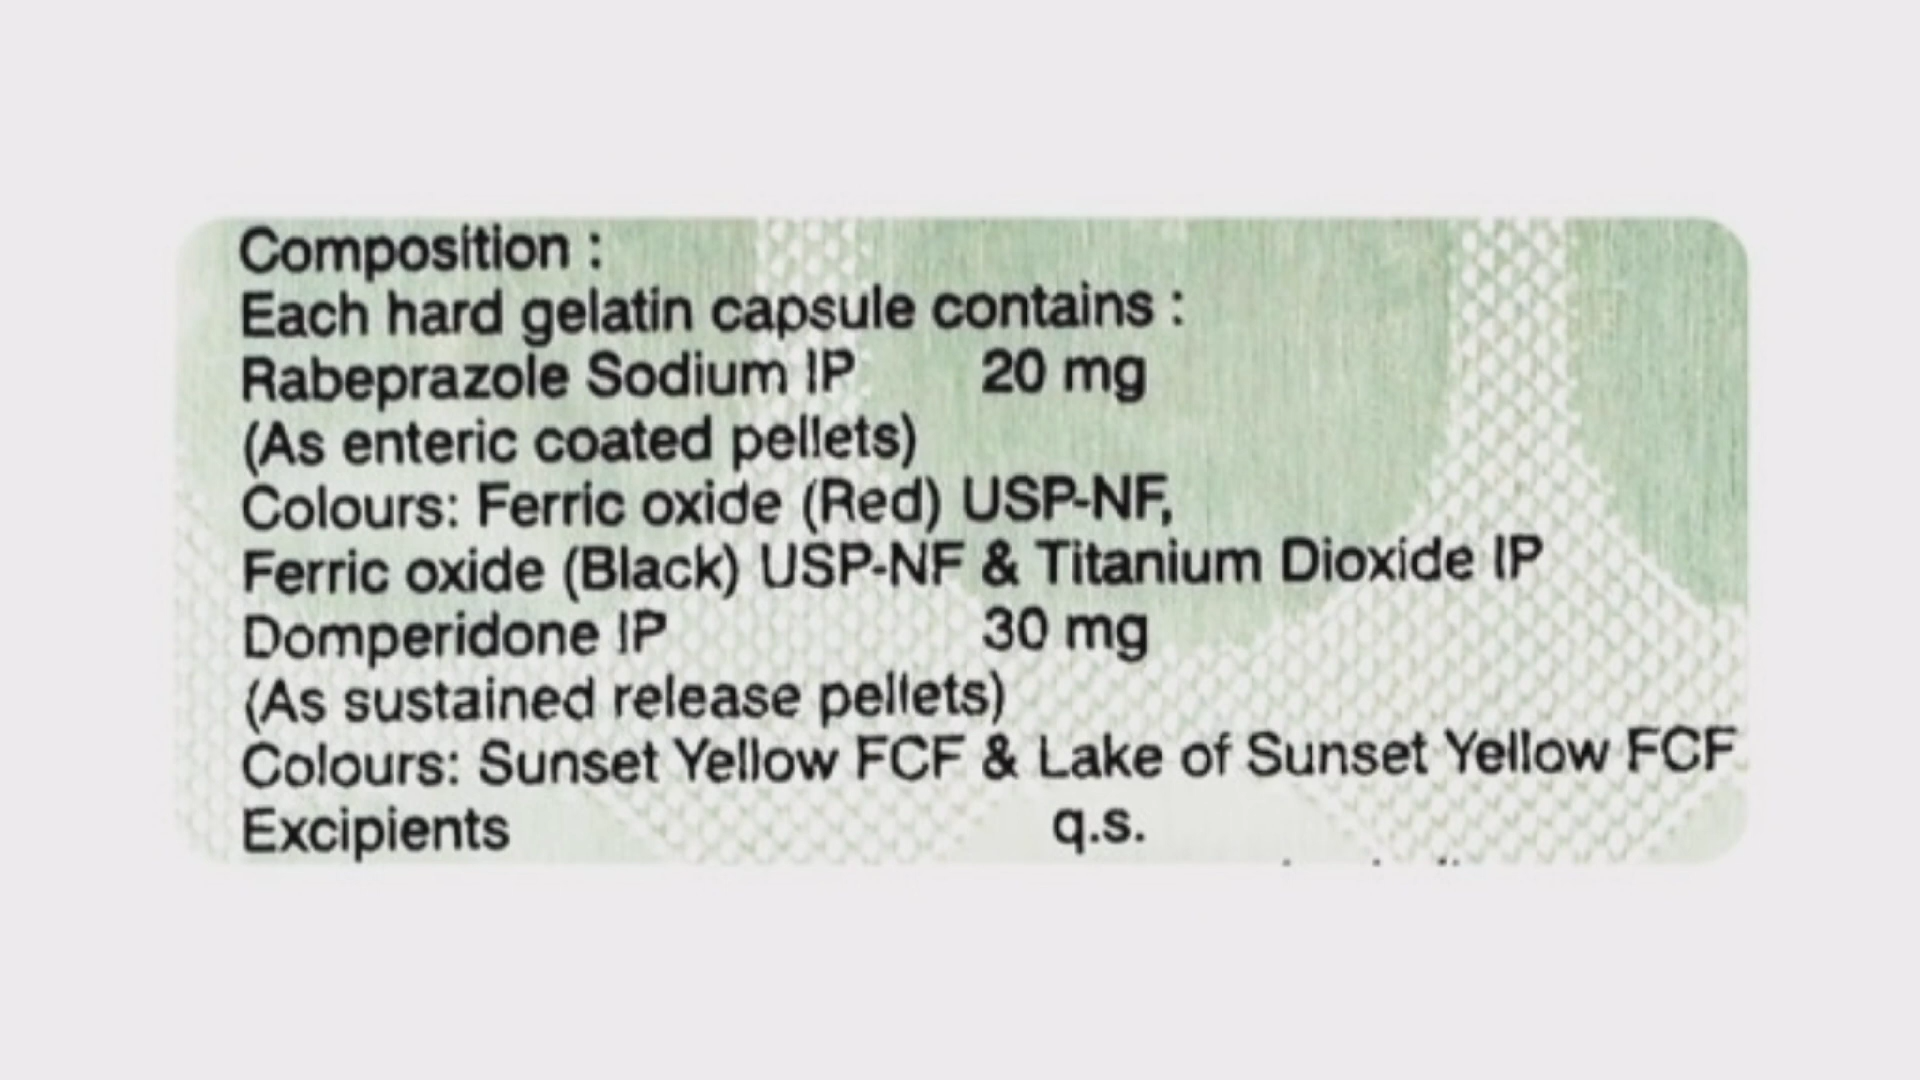 Composition :
Each hard gelatin capsule contains :
Rabeprazole Sodium IP 20 mg
(As enteric coated pellets)
Colours: Ferric oxide (Red) USP-NF,
Ferric oxide (Black) USP-NF & Titanium Dioxide IP
Domperidone IP 30 mg
(As sustained release pellets)
Colours: Sunset Yellow FCF & Lake of Sunset Yellow FCF
Excipients q.s.